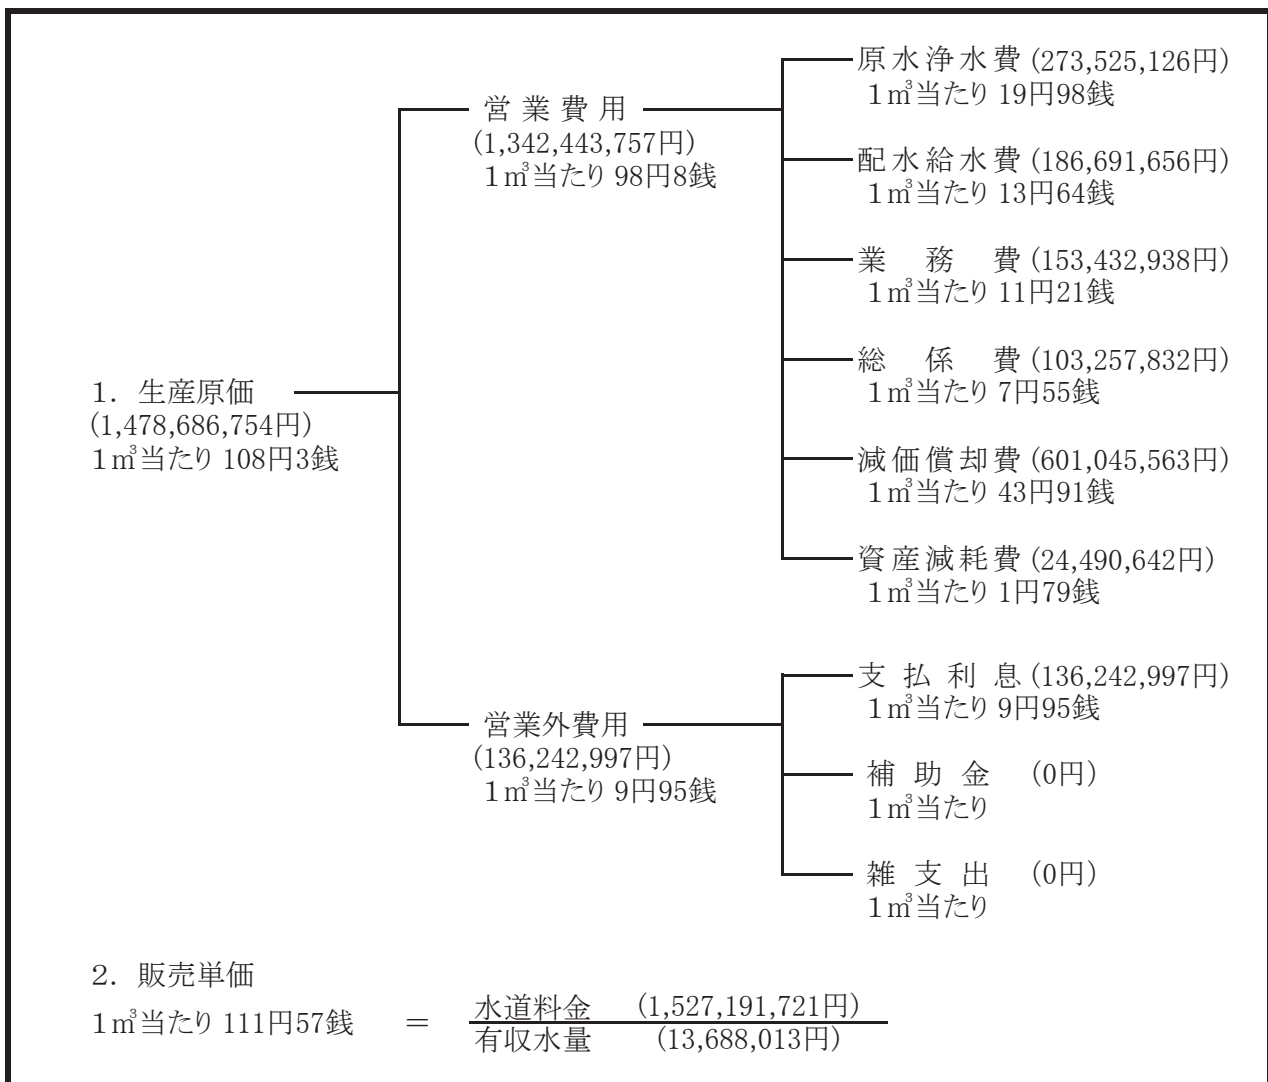 1. 生産原価
(1,478,686,754円)
1㎥当たり 108円3銭
営業費用
(1,342,443,757円)
1㎥当たり 98円8銭
原水浄水費 (273,525,126円)
1㎥当たり 19円98銭
配水給水費 (186,691,656円)
1㎥当たり 13円64銭
業務費 (153,432,938円)
1㎥当たり 11円21銭
総係費 (103,257,832円)
1㎥当たり 7円55銭
減価償却費 (601,045,563円)
1㎥当たり 43円91銭
資産減耗費 (24,490,642円)
1㎥当たり 1円79銭
営業外費用
(136,242,997円)
1㎥当たり 9円95銭
支払利息 (136,242,997円)
1㎥当たり 9円95銭
補助金 (0円)
1㎥当たり
雑支出 (0円)
1㎥当たり
2. 販売単価
1㎥当たり 111円57銭 =
水道料金 (1,527,191,721円)
有収水量 (13,688,013円)